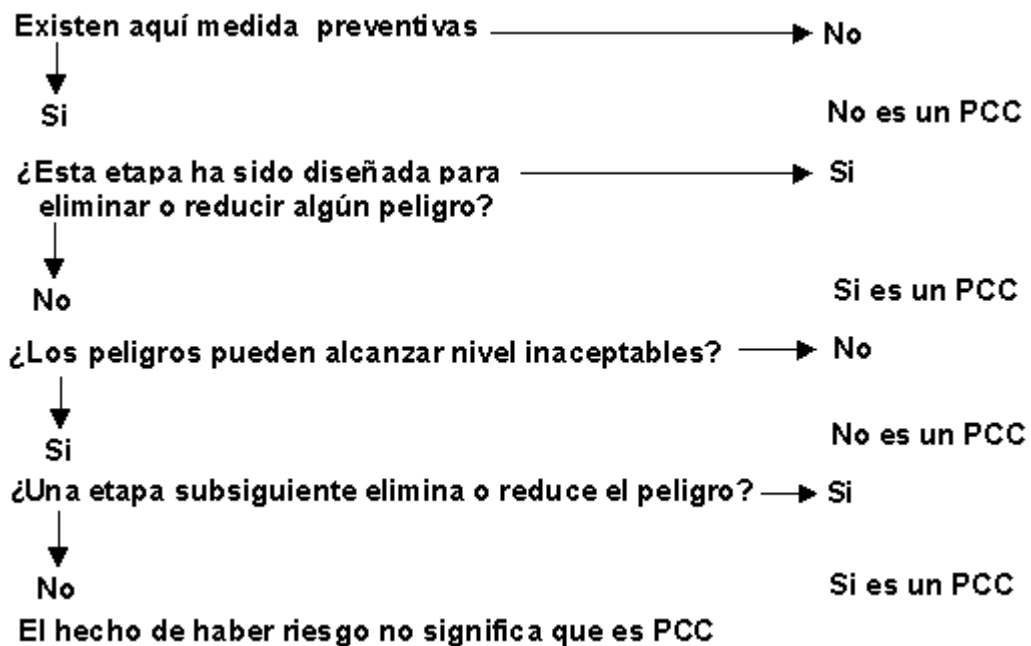 Existen aquí medida preventivas No
Si
No es un PCC
¿Esta etapa ha sido diseñada para Si
eliminar o reducir algún peligro?
No
Si es un PCC
¿Los peligros pueden alcanzar nivel inaceptables? No
Si
No es un PCC
¿Una etapa subsiguiente elimina o reduce el peligro? Si
No
Si es un PCC
El hecho de haber riesgo no significa que es PCC